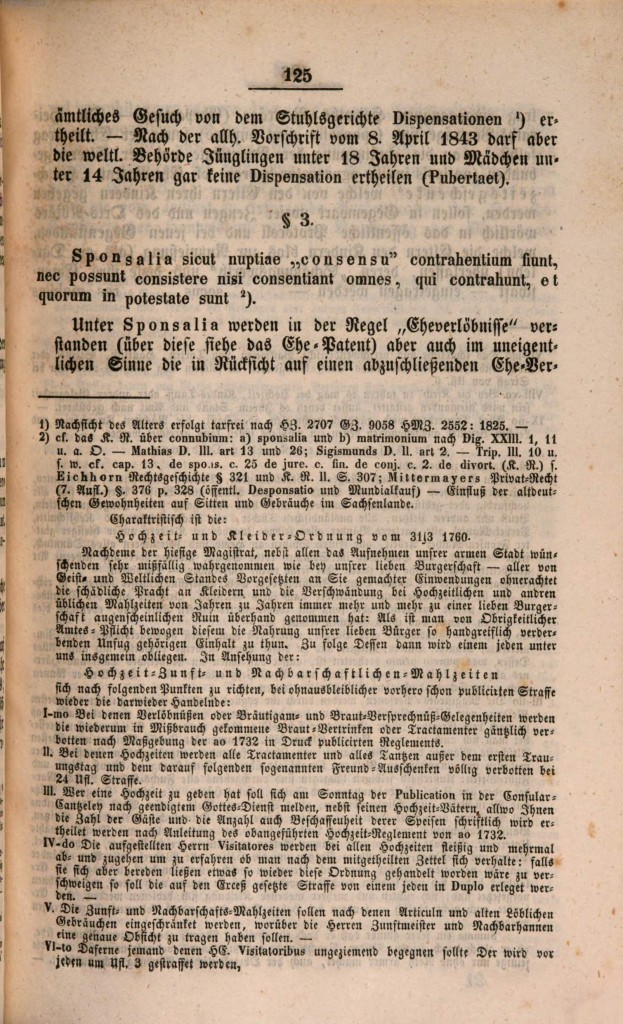 125
ämtliches Gesuch von dem Stuhlsgerichte Dispensationen ¹) er-
theilt. — Nach der allh. Vorschrift vom 8. April 1843 darf aber
die weltl. Behörde Jünglingen unter 18 Jahren und Mädchen un-
ter 14 Jahren gar keine Dispensation ertheilen (Pubertaet).
§ 3.
Sponsalia sicut nuptiae „consensu" contrahentium fiunt,
nec possunt consistere nisi consentiant omnes, qui contrahunt, et
quorum in potestate sunt ²).
Unter Sponsalia werden in der Regel „Eheverlöbnisse" ver-
standen (über diese siehe das Ehe-Patent) aber auch im uneigent-
lichen Sinne die in Rücksicht auf einen abzuschließenden Ehe-Ver-
1) Nachsicht des Alters erfolgt tarfrei nach HZ. 2707 GZ. 9058 HMZ. 2552: 1825. —
2) cf. das K. R. über connubium: a) sponsalia und b) matrimonium nach Dig. XXIII. 1, 11
u. a. O. — Mathias D. III. art 13 und 26; Sigismunds D. II. art 2. — Trip. III. 10 u.
s. w. cf. cap. 13. de spons. c. 25 de jure. c. fin. de conj. c. 2. de divort. (K. R.) s.
Eichhorn Rechtsgeschichte § 321 und K. R. II. S. 307; Mittermayers Privat-Recht
(7. Aufl.) §. 376 p. 328 (öffentl. Desponsatio und Mundialkauf) — Einfluß der altdeut-
schen Gewohnheiten auf Sitten und Gebräuche im Sachsenlande.
Charaktristisch ist die:
Hochzeit- und Kleider-Ordnung vom 31/3 1760.
Nachdeme der hiesige Magistrat, nebst allen das Aufnehmen unsrer armen Stadt wün-
schenden sehr mißfällig wahrgenommen wie bey unsrer lieben Burgerschaft — aller von
Geist- und Weltlichen Standes Vorgesetzten an Sie gemachter Einwendungen ohnerachtet
die schädliche Pracht an Kleidern und die Verschwändung bei Hochzeitlichen und andren
üblichen Mahlzeiten von Jahren zu Jahren immer mehr und mehr zu einer lieben Burger-
schaft augenscheinlichen Ruin überhand genommen hat: Als ist man von Obrigkeitlicher
Amtes-Pflicht bewogen diesem die Nahrung unsrer lieben Bürger so handgreiflich verder-
benden Unfug gehörigen Einhalt zu thun. Zu folge Dessen dann wird einem jeden unter
uns insgemein obliegen. In Ansehung der:
Hochzeit-Zunft- und Nachbarschaftlichen-Mahlzeiten
sich nach folgenden Punkten zu richten, bei ohnausbleiblicher vorhero schon publicirten Straffe
wieder die darwieder Handelnde:
I-mo Bei denen Verlöbnüßen oder Bräutigam- und Braut-Versprechnüß-Gelegenheiten werden
die wiederum in Mißbrauch gekommene Braut-Vertrinken oder Tractamenter gäntzlich ver-
botten nach Maßgebung der ao 1732 in Druck publicirten Reglements.
II. Bei denen Hochzeiten werden alle Tractamenter und alles Tantzen außer dem ersten Trau-
ungstag und dem darauf folgenden sogenannten Freund-Ausschenken völlig verbotten bei
24 Ufl. Straffe.
III. Wer eine Hochzeit zu geben hat soll sich am Sonntag der Publication in der Consular-
Cantzeley nach geendigtem Gottes-Dienst melden, nebst seinen Hochzeit-Vätern, allwo Ihnen
die Zahl der Gäste und die Anzahl auch Beschaffenheit derer Speisen schriftlich wird er-
theilet werden nach Anleitung des obangeführten Hochzeit-Reglement von ao 1732.
IV-do Die aufgestellten Herrn Visitatores werden bei allen Hochzeiten fleißig und mehrmal
ab- und zugehen um zu erfahren ob man nach dem mitgetheilten Zettel sich verhalte: falls
sie sich aber bereden ließen etwas so wieder diese Ordnung gehandelt worden wäre zu ver-
schweigen so soll die auf den Erceß gesetzte Straffe von einem jeden in Duplo erleget wer-
den. —
V. Die Zunft- und Nachbarschafts-Mahlzeiten sollen nach denen Articuln und alten Löblichen
Gebräuchen eingeschränket werden, worüber die Herren Zunftmeister und Nachbarhannen
eine genaue Obsicht zu tragen haben sollen. —
VI-to Daferne jemand denen HE. Visitatoribus ungeziemend begegnen sollte Der wird vor
jeden um Ufl. 3 gestraffet werden,